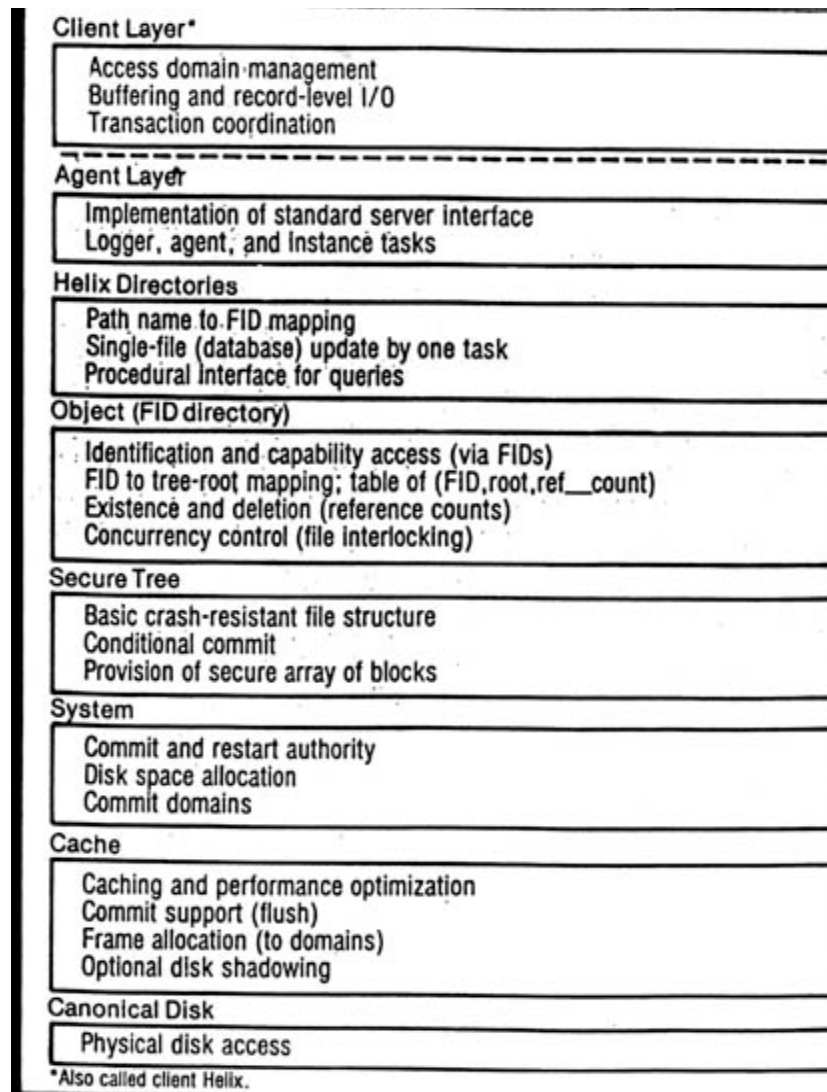 Client Layer*
Access domain management
Buffering and record-level I/O
Transaction coordination
Agent Layer
Implementation of standard server interface
Logger, agent, and instance tasks
Helix Directories
Path name to FID mapping
Single-file (database) update by one task
Procedural interface for queries
Object (FID directory)
Identification and capability access (via FIDs)
FID to tree-root mapping; table of (FID,root,ref__count)
Existence and deletion (reference counts)
Concurrency control (file interlocking)
Secure Tree
Basic crash-resistant file structure
Conditional commit
Provision of secure array of blocks
System
Commit and restart authority
Disk space allocation
Commit domains
Cache
Caching and performance optimization
Commit support (flush)
Frame allocation (to domains)
Optional disk shadowing
Canonical Disk
Physical disk access
*Also called client Helix.